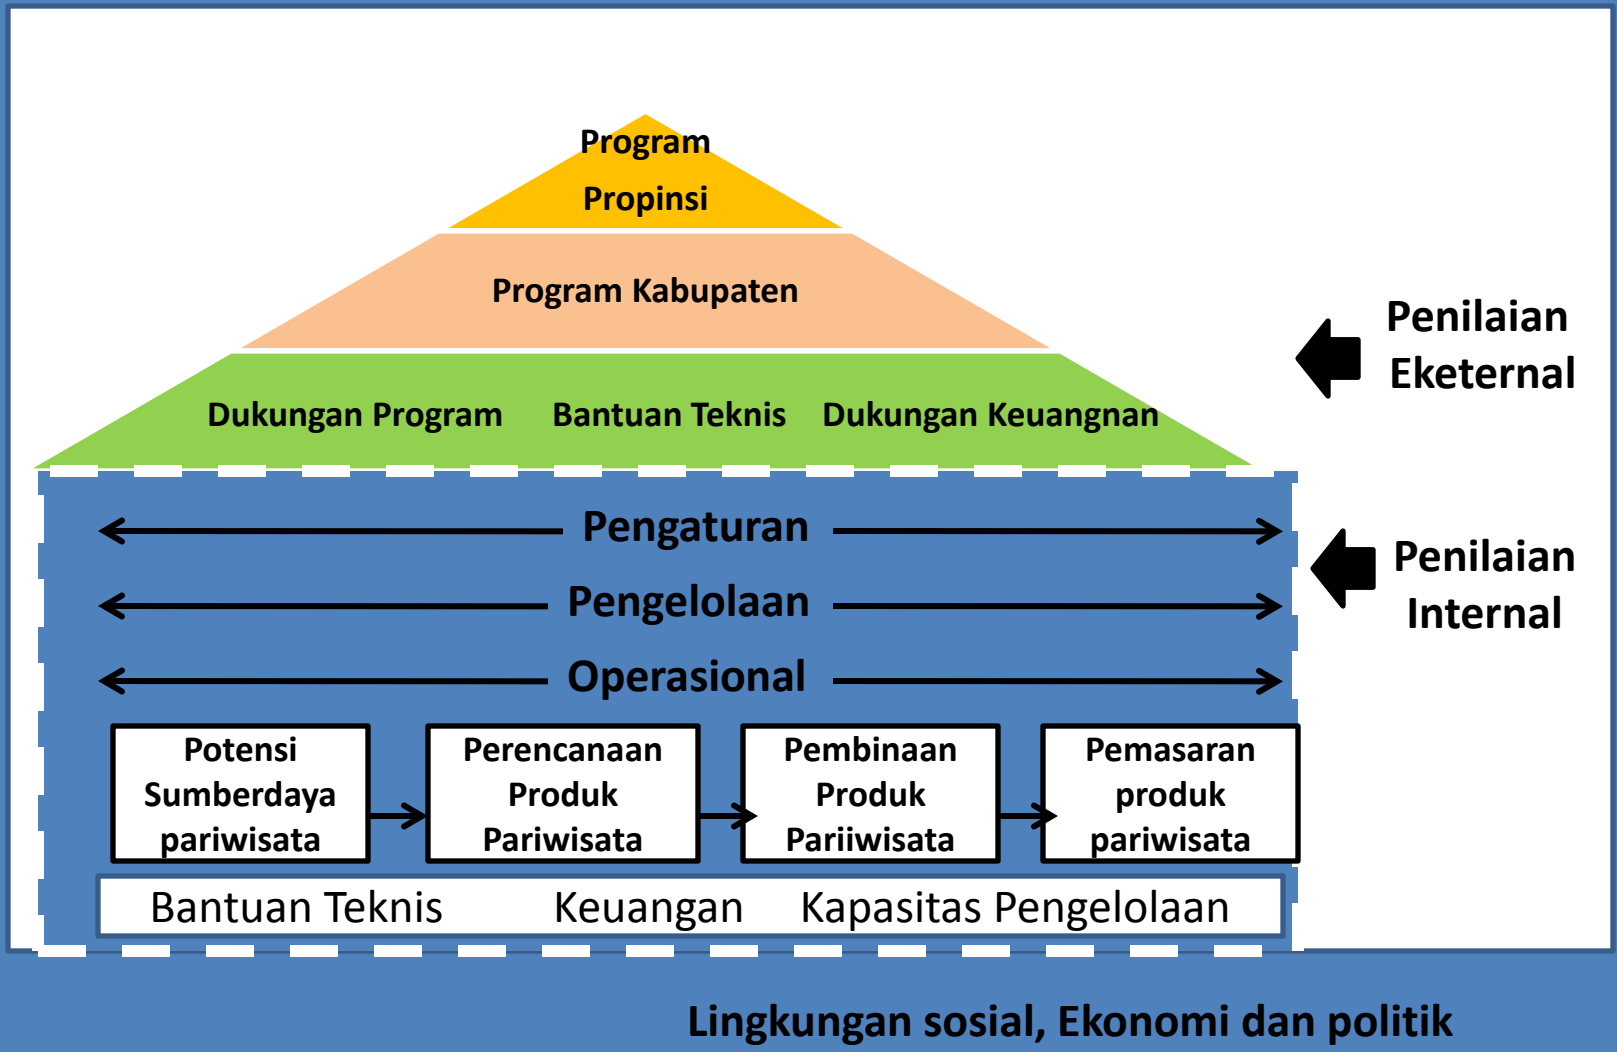 Program
Propinsi
Program Kabupaten
Dukungan Program Bantuan Teknis Dukungan Keuangnan
Penilaian
Eketernal
Pengaturan
Penilaian
Internal
Pengelolaan
Operasional
Potensi
Sumberdaya
pariwisata
Perencanaan
Produk
Pariwisata
Pembinaan
Produk
Pariiwisata
Pemasaran
produk
pariwisata
Bantuan Teknis Keuangan Kapasitas Pengelolaan
Lingkungan sosial, Ekonomi dan politik